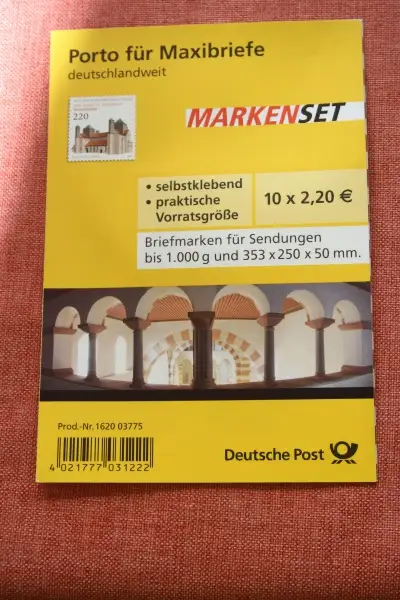 Porto für Maxibriefe
deutschlandweit
220
MARKENSET
• selbstklebend
• praktische
Vorratsgröße
10 x 2,20 €
Briefmarken für Sendungen
bis 1.000 g und 353 x 250 x 50 mm.
Prod.-Nr. 1620 03775
4 021777 031222
Deutsche Post